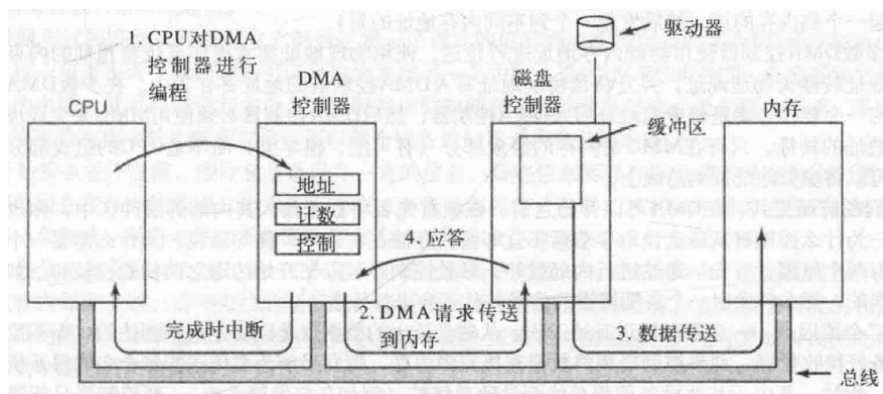 1. CPU对DMA
控制器进行
编程
CPU
DMA
控制器
磁盘
控制器
驱动器
缓冲区
内存
地址
计数
控制
4. 应答
完成时中断
2. DMA请求传送
到内存
3. 数据传送
总线